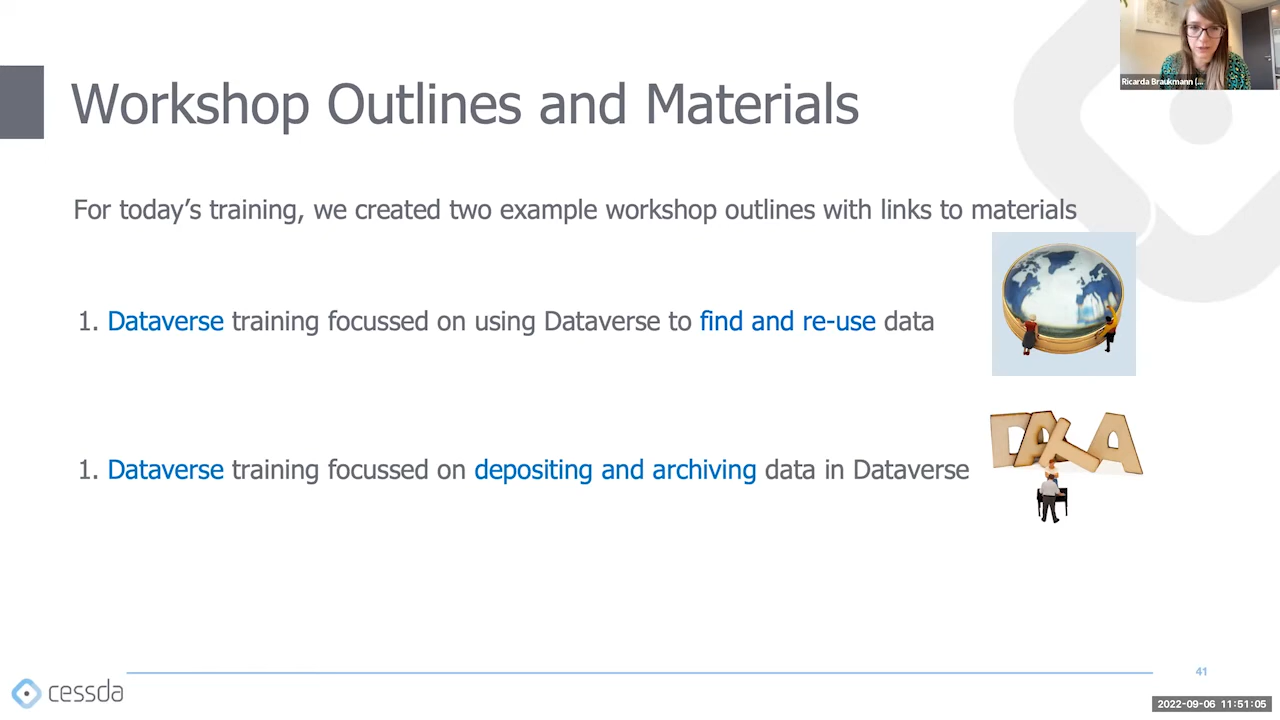 Ricarda Braukmann (...
Workshop Outlines and Materials
For today’s training, we created two example workshop outlines with links to materials
1. Dataverse training focussed on using Dataverse to find and re-use data
DATA
1. Dataverse training focussed on depositing and archiving data in Dataverse
cessda
41
2022-09-06 11:51:05